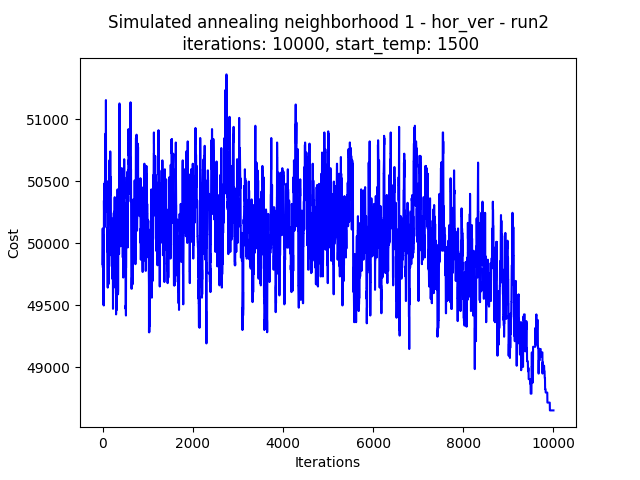 Simulated annealing neighborhood 1 - hor_ver - run2
iterations: 10000, start_temp: 1500
51000
50500
50000
49500
49000
Cost
0
2000
4000
6000
8000
10000
Iterations